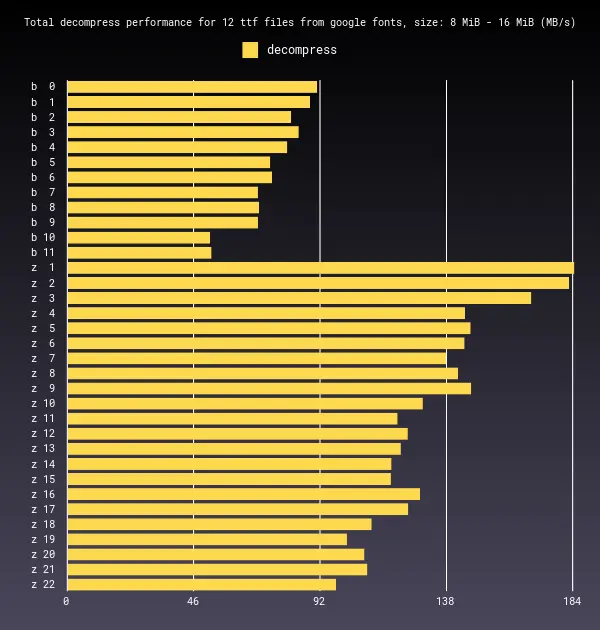 Total decompress performance for 12 ttf files from google fonts, size: 8 MiB - 16 MiB (MB/s)
decompress
b 0
b 1
b 2
b 3
b 4
b 5
b 6
b 7
b 8
b 9
b 10
b 11
z 1
z 2
z 3
z 4
z 5
z 6
z 7
z 8
z 9
z 10
z 11
z 12
z 13
z 14
z 15
z 16
z 17
z 18
z 19
z 20
z 21
z 22
0 46 92 138 184